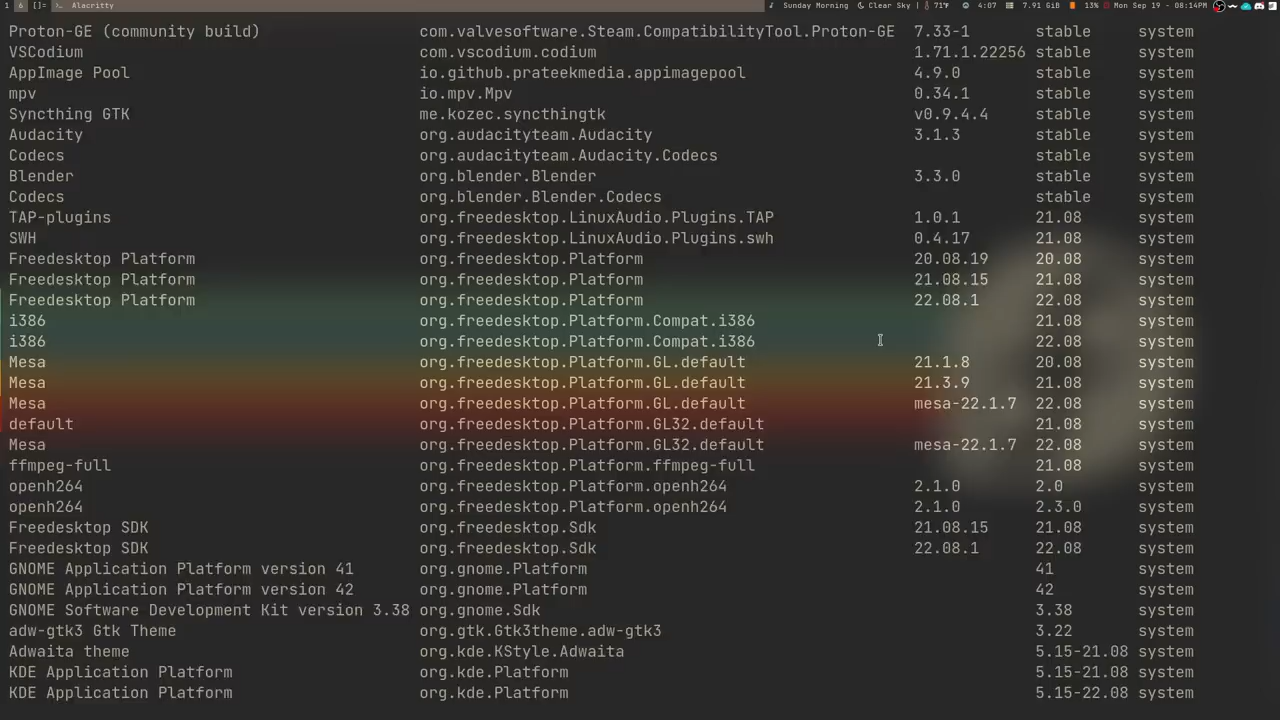 1 6 []= >_ Alacritty Sunday Morning Clear Sky | 71°F 4:07 7.91 GiB 13% Mon Sep 19 - 08:14PM
Proton-GE (community build) com.valvesoftware.Steam.CompatibilityTool.Proton-GE 7.33-1 stable system
VSCodium com.vscodium.codium 1.71.1.22256 stable system
AppImage Pool io.github.prateekmedia.appimagepool 4.9.0 stable system
mpv io.mpv.Mpv 0.34.1 stable system
Syncthing GTK me.kozec.syncthingtk v0.9.4.4 stable system
Audacity org.audacityteam.Audacity 3.1.3 stable system
Codecs org.audacityteam.Audacity.Codecs stable system
Blender org.blender.Blender 3.3.0 stable system
Codecs org.blender.Blender.Codecs stable system
TAP-plugins org.freedesktop.LinuxAudio.Plugins.TAP 1.0.1 21.08 system
SWH org.freedesktop.LinuxAudio.Plugins.swh 0.4.17 21.08 system
Freedesktop Platform org.freedesktop.Platform 20.08.19 20.08 system
Freedesktop Platform org.freedesktop.Platform 21.08.15 21.08 system
Freedesktop Platform org.freedesktop.Platform 22.08.1 22.08 system
i386 org.freedesktop.Platform.Compat.i386 21.08 system
i386 org.freedesktop.Platform.Compat.i386 22.08 system
Mesa org.freedesktop.Platform.GL.default 21.1.8 20.08 system
Mesa org.freedesktop.Platform.GL.default 21.3.9 21.08 system
Mesa org.freedesktop.Platform.GL.default mesa-22.1.7 22.08 system
default org.freedesktop.Platform.GL32.default 21.08 system
Mesa org.freedesktop.Platform.GL32.default mesa-22.1.7 22.08 system
ffmpeg-full org.freedesktop.Platform.ffmpeg-full 21.08 system
openh264 org.freedesktop.Platform.openh264 2.1.0 2.0 system
openh264 org.freedesktop.Platform.openh264 2.1.0 2.3.0 system
Freedesktop SDK org.freedesktop.Sdk 21.08.15 21.08 system
Freedesktop SDK org.freedesktop.Sdk 22.08.1 22.08 system
GNOME Application Platform version 41 org.gnome.Platform 41 system
GNOME Application Platform version 42 org.gnome.Platform 42 system
GNOME Software Development Kit version 3.38 org.gnome.Sdk 3.38 system
adw-gtk3 Gtk Theme org.gtk.Gtk3theme.adw-gtk3 3.22 system
Adwaita theme org.kde.KStyle.Adwaita 5.15-21.08 system
KDE Application Platform org.kde.Platform 5.15-21.08 system
KDE Application Platform org.kde.Platform 5.15-22.08 system